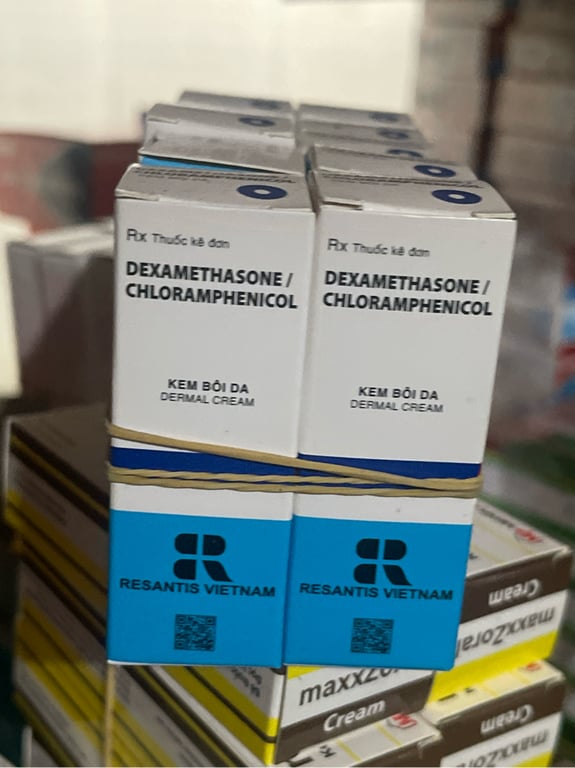 Rx Thuốc kê đơn
DEXAMETHASONE /
CHLORAMPHENICOL
KEM BÔI DA
DERMAL CREAM
RESANTIS VIETNAM
Rx Thuốc kê đơn
DEXAMETHASONE /
CHLORAMPHENICOL
KEM BÔI DA
DERMAL CREAM
RESANTIS VIETNAM
Cream
maxxZoral
Cream
Cream